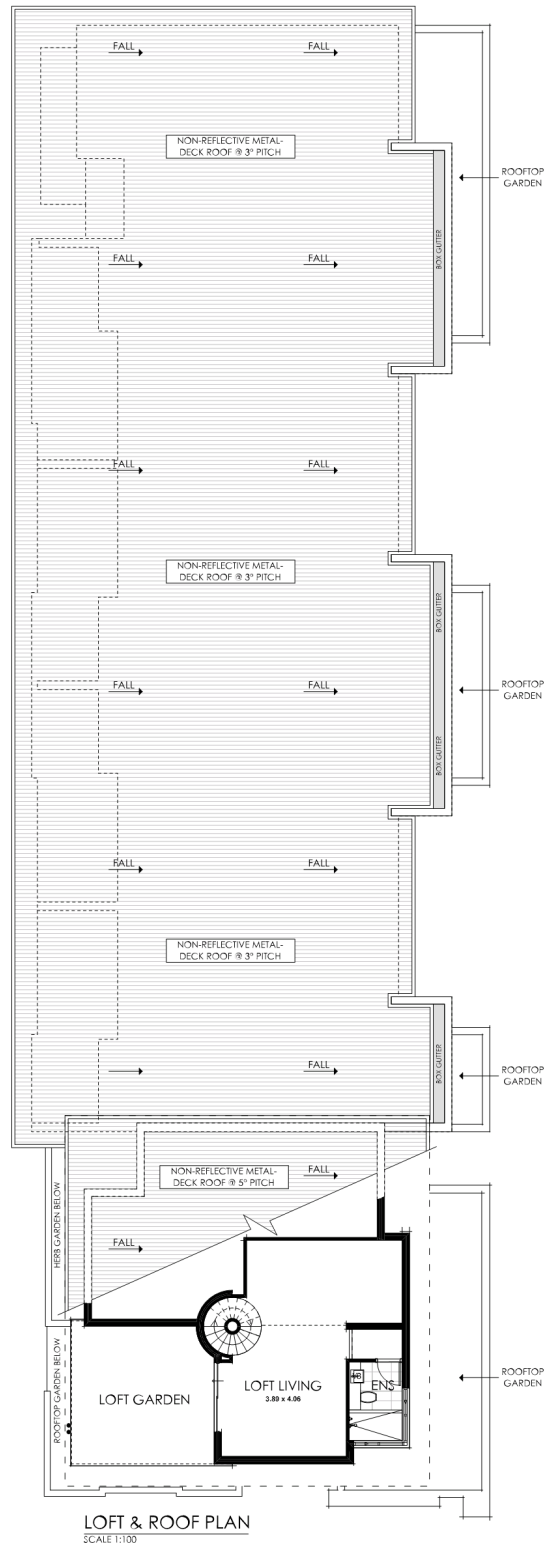 FALL FALL
NON-REFLECTIVE METAL-
DECK ROOF @ 3° PITCH
ROOFTOP
GARDEN
BOX GUTTER
FALL FALL
FALL FALL
NON-REFLECTIVE METAL-
DECK ROOF @ 3° PITCH
BOX GUTTER
ROOFTOP
GARDEN
FALL FALL
BOX GUTTER
FALL FALL
NON-REFLECTIVE METAL-
DECK ROOF @ 3° PITCH
BOX GUTTER
FALL
ROOFTOP
GARDEN
NON-REFLECTIVE METAL-
DECK ROOF @ 5° PITCH
FALL
HERB GARDEN BELOW
FALL
ROOFTOP GARDEN BELOW
LOFT GARDEN
LOFT LIVING
3.89 x 4.06
ENS
ROOFTOP
GARDEN
LOFT & ROOF PLAN
SCALE 1:100